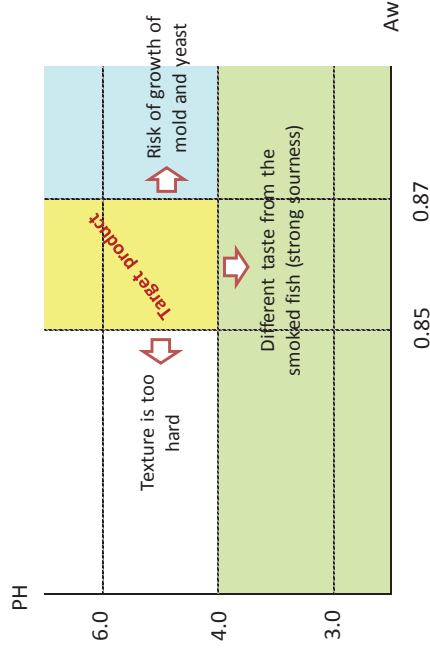 PH
6.0
4.0
3.0
Texture is too
hard
Target product
Risk of growth of
mold and yeast
Different taste from the
smoked fish (strong sourness)
0.85
0.87
Aw